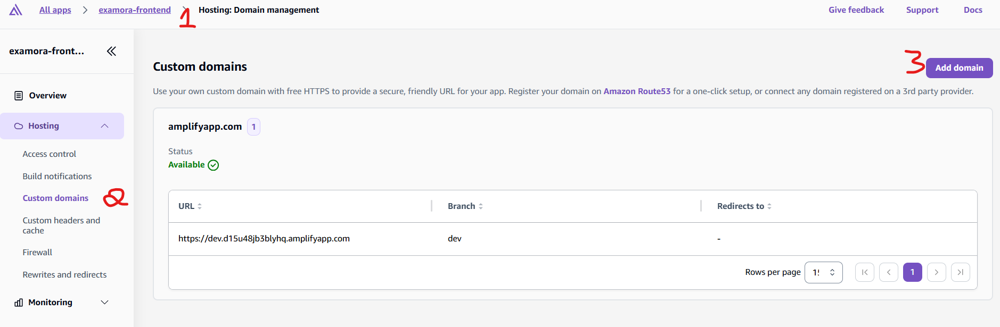 All apps > examora-frontend > Hosting: Domain management
Give feedback Support Docs
1
examora-front...
Overview
Hosting
Access control
Build notifications
Custom domains
2
Custom headers and
cache
Firewall
Rewrites and redirects
Monitoring
Custom domains
3
Add domain
Use your own custom domain with free HTTPS to provide a secure, friendly URL for your app. Register your domain on Amazon Route53 for a one-click setup, or connect any domain registered on a 3rd party provider.
amplifyapp.com 1
Status
Available
URL Branch Redirects to
https://dev.d15u48jb3blyhq.amplifyapp.com dev -
Rows per page 1 1